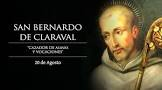 SAN BERNARDO
DE CLARAVAL
"CAZADOR DE ALMAS
Y VOCACIONES"
20 de Agosto